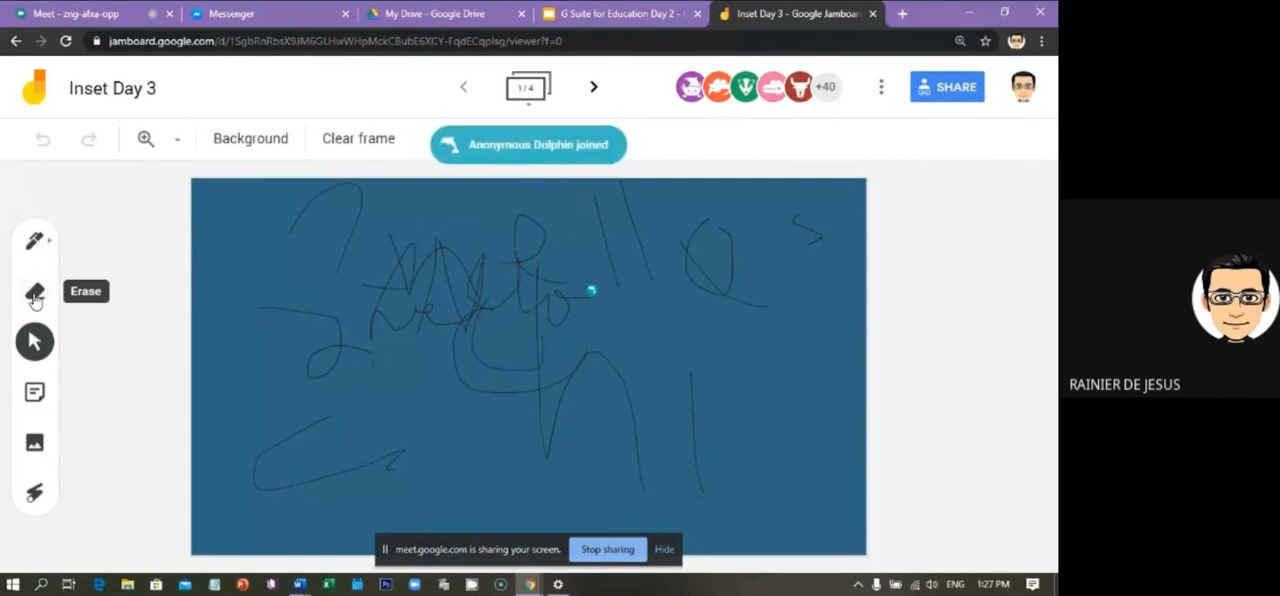 Meet - zng-afxa-opp
Messenger
My Drive - Google Drive
G Suite for Education Day 2 -
Inset Day 3 - Google Jamboard
jamboard.google.com/d/1SgbRnRbsX9JM6GLHwWHpMckCBubE6XCY-FqdECqplsg/viewer?f=0
Inset Day 3
1/4
+40
SHARE
Background
Clear frame
Anonymous Dolphin joined
Erase
RAINIER DE JESUS
meet.google.com is sharing your screen.
Stop sharing
Hide
ENG
1:27 PM